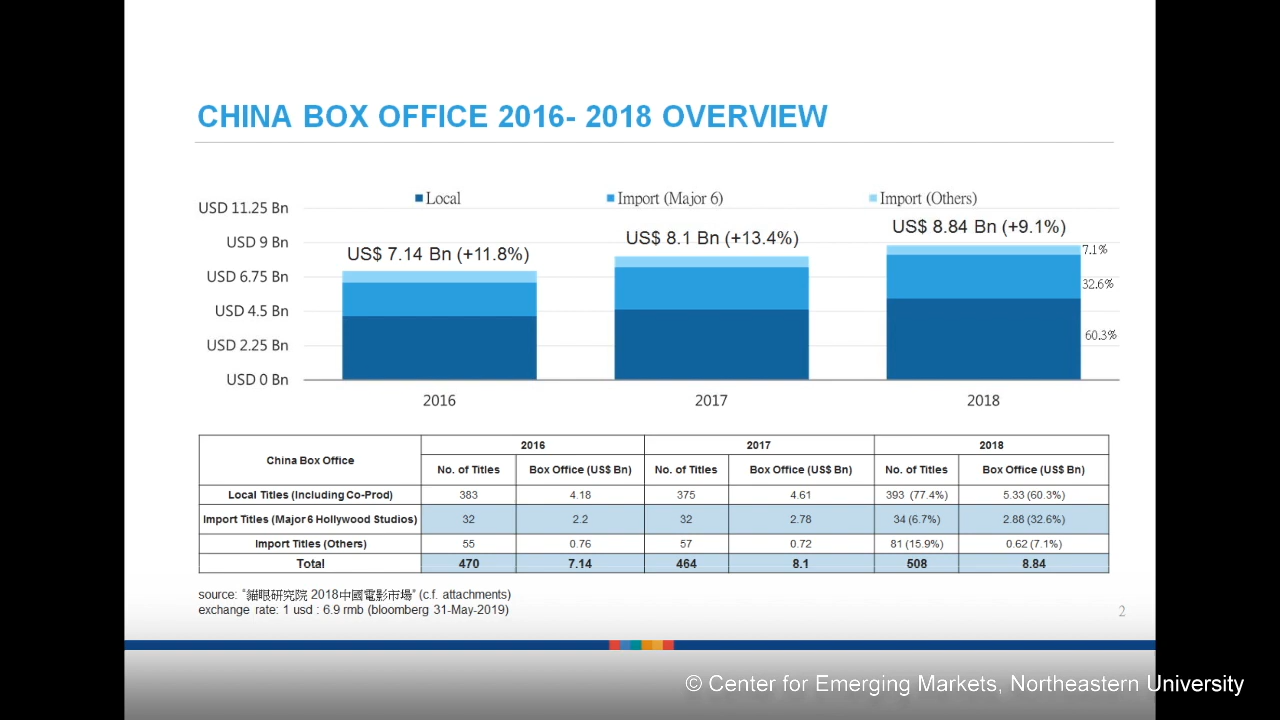 CHINA BOX OFFICE 2016- 2018 OVERVIEW
Local Import (Major 6) Import (Others)
USD 11.25 Bn
USD 9 Bn
USD 6.75 Bn
USD 4.5 Bn
USD 2.25 Bn
USD 0 Bn
US$ 7.14 Bn (+11.8%)
US$ 8.1 Bn (+13.4%)
US$ 8.84 Bn (+9.1%)
7.1%
32.6%
60.3%
2016 2017 2018
China Box Office 2016 2017 2018
No. of Titles Box Office (US$ Bn) No. of Titles Box Office (US$ Bn) No. of Titles Box Office (US$ Bn)
Local Titles (Including Co-Prod) 383 4.18 375 4.61 393 (77.4%) 5.33 (60.3%)
Import Titles (Major 6 Hollywood Studios) 32 2.2 32 2.78 34 (6.7%) 2.88 (32.6%)
Import Titles (Others) 55 0.76 57 0.72 81 (15.9%) 0.62 (7.1%)
Total 470 7.14 464 8.1 508 8.84
source: “貓眼研究院 2018中國電影市場” (c.f. attachments)
exchange rate: 1 usd : 6.9 rmb (bloomberg 31-May-2019)
2
© Center for Emerging Markets, Northeastern University